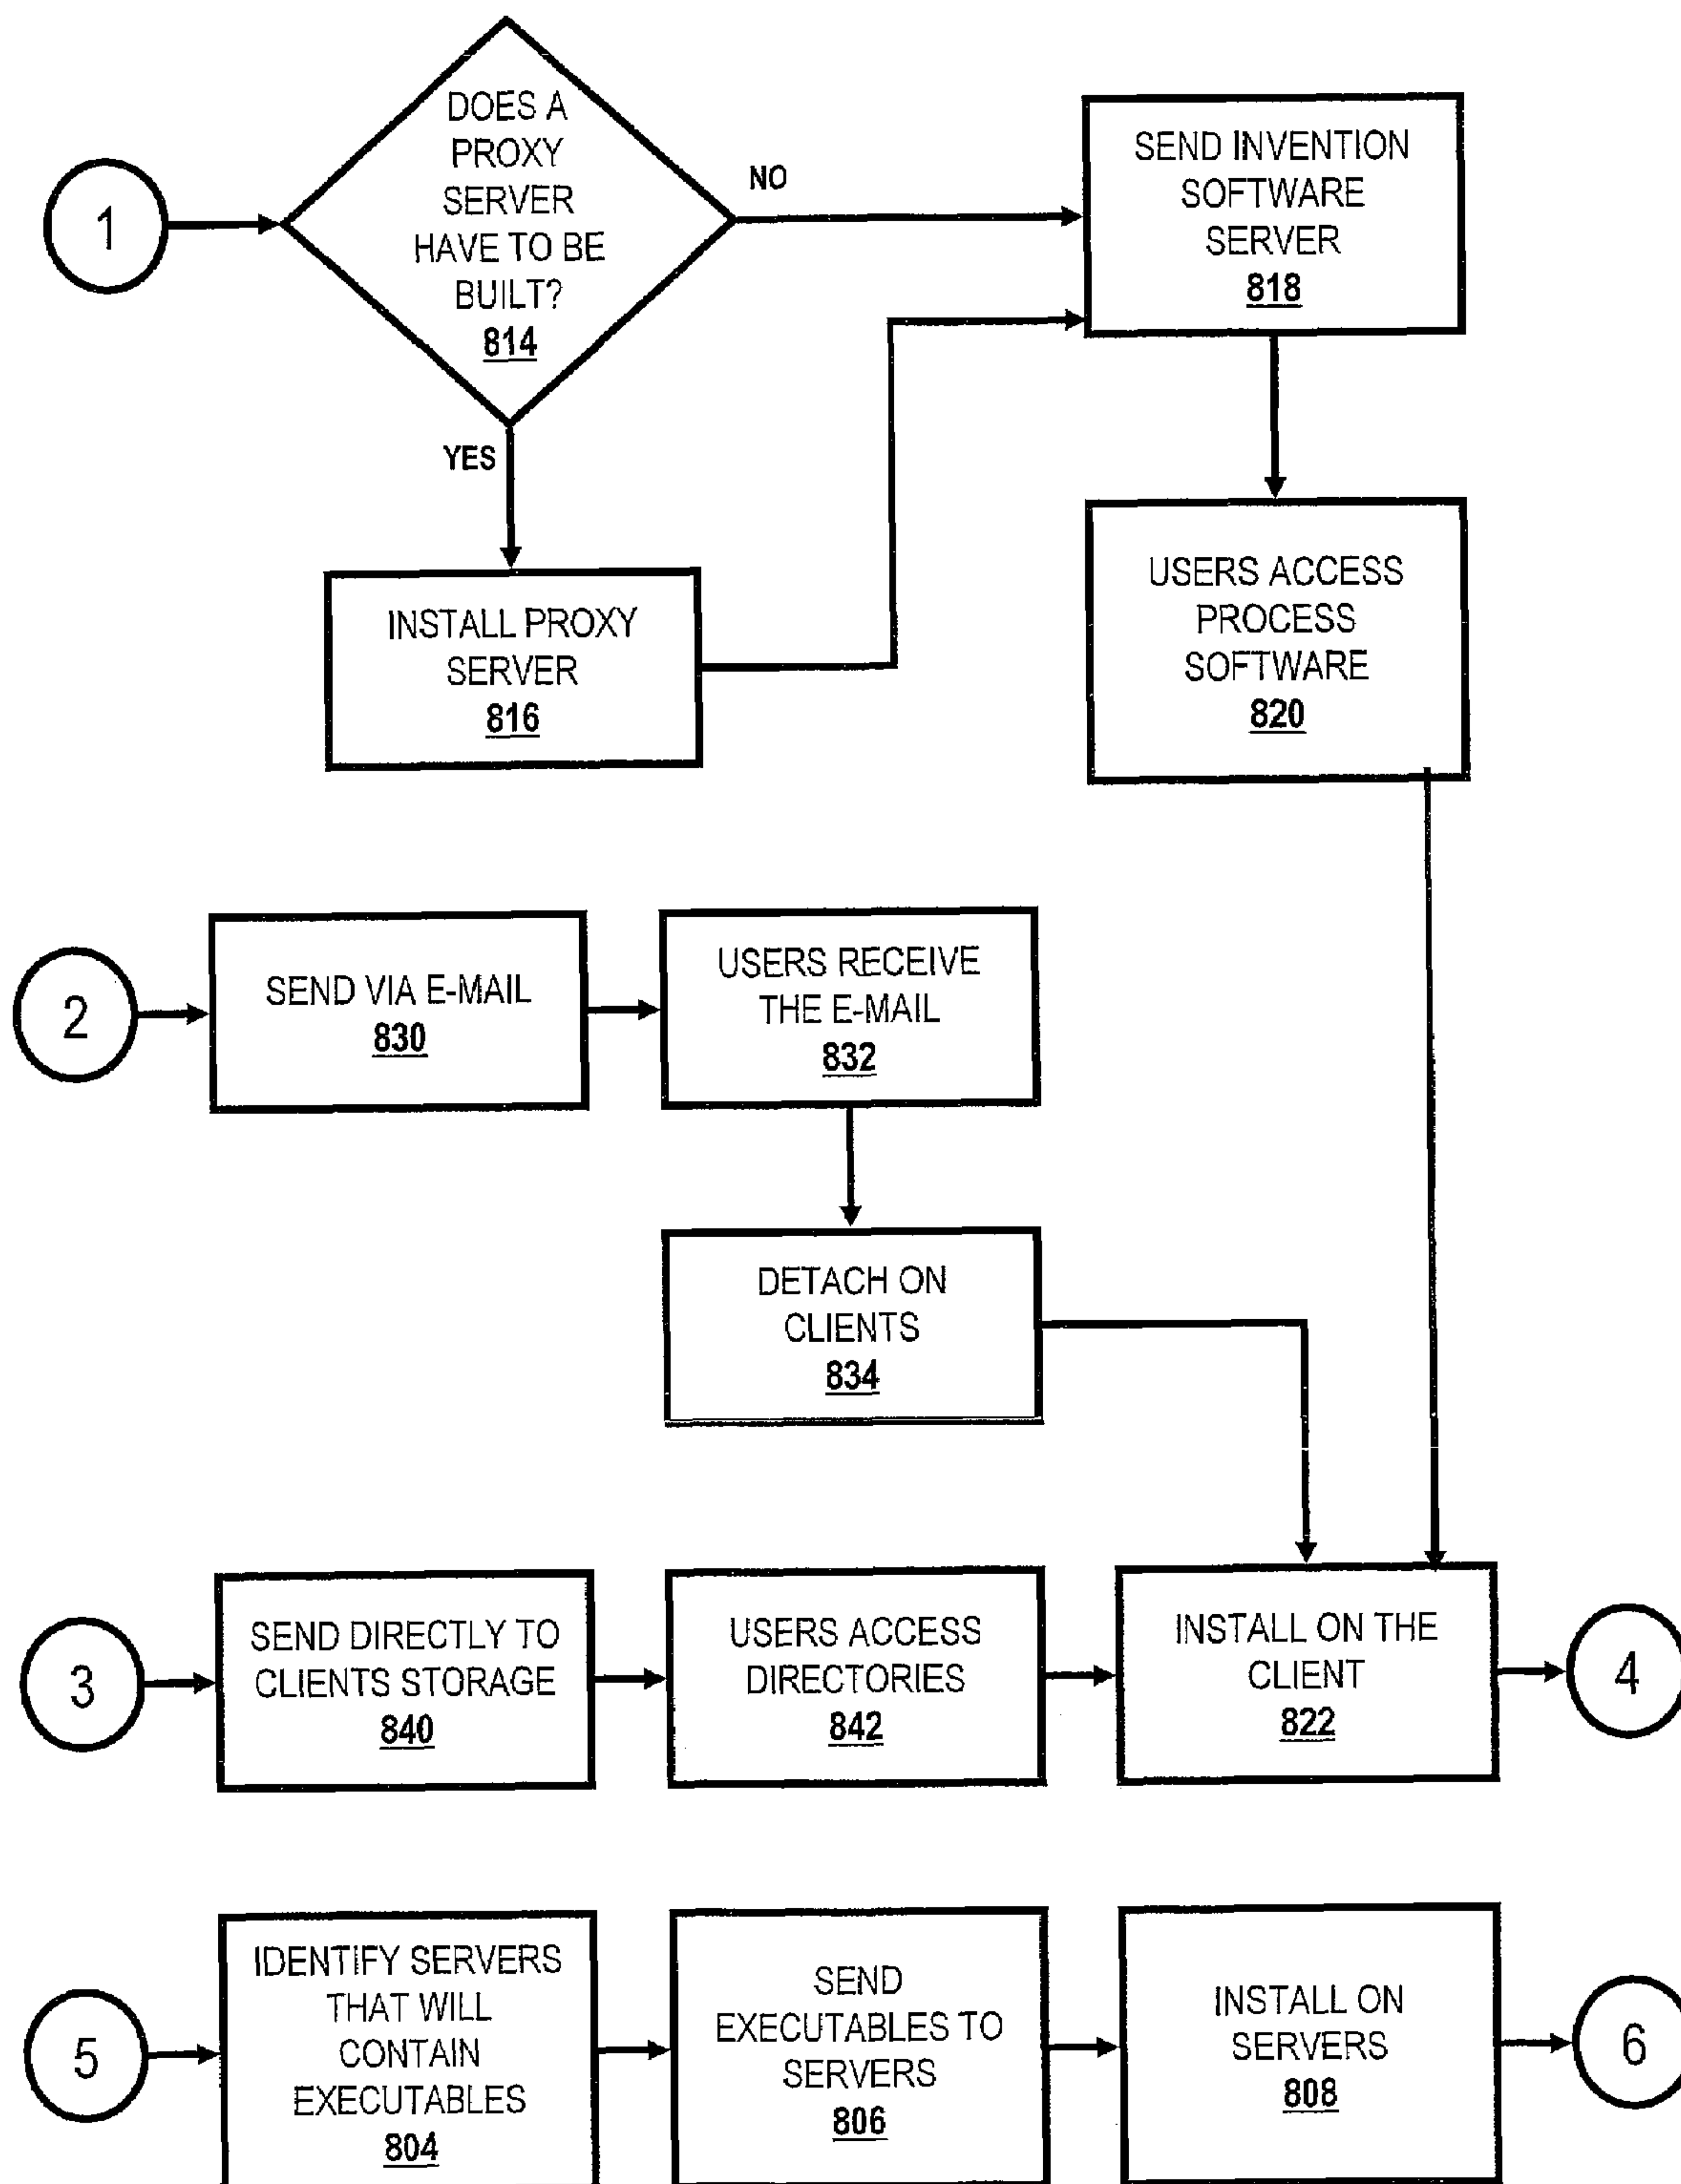 1
DOES A
PROXY
SERVER
HAVE TO BE
BUILT?
814
NO
YES
SEND INVENTION
SOFTWARE
SERVER
818
INSTALL PROXY
SERVER
816
USERS ACCESS
PROCESS
SOFTWARE
820
2
SEND VIA E-MAIL
830
USERS RECEIVE
THE E-MAIL
832
DETACH ON
CLIENTS
834
3
SEND DIRECTLY TO
CLIENTS STORAGE
840
USERS ACCESS
DIRECTORIES
842
INSTALL ON THE
CLIENT
822
4
5
IDENTIFY SERVERS
THAT WILL
CONTAIN
EXECUTABLES
804
SEND
EXECUTABLES TO
SERVERS
806
INSTALL ON
SERVERS
808
6